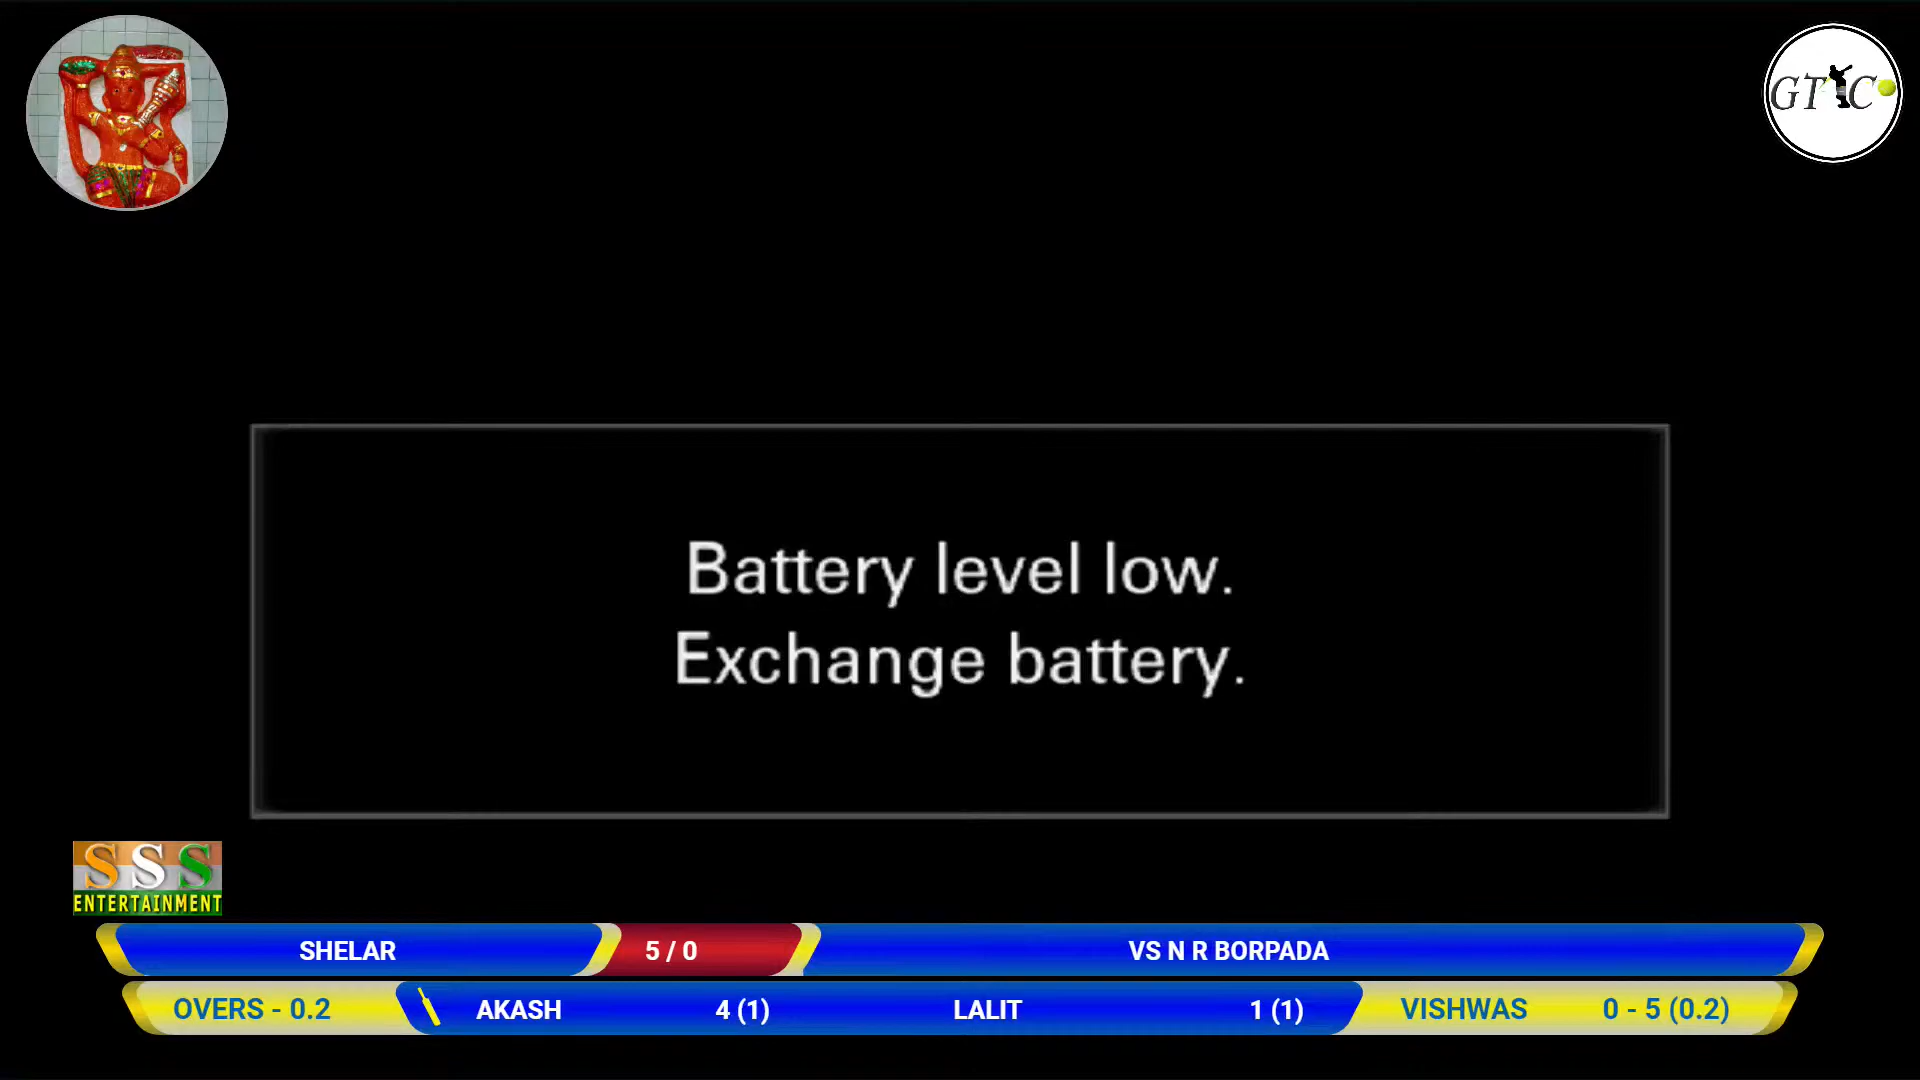 GTC
Battery level low.
Exchange battery.
SSS
ENTERTAINMENT
SHELAR 5 / 0 VS N R BORPADA
OVERS - 0.2 AKASH 4 (1) LALIT 1 (1) VISHWAS 0 - 5 (0.2)